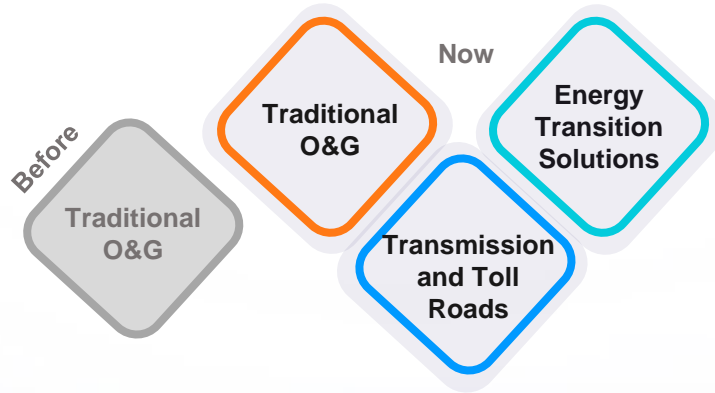 Before
Traditional
O&G
Now
Traditional
O&G
Transmission
and Toll
Roads
Energy
Transition
Solutions